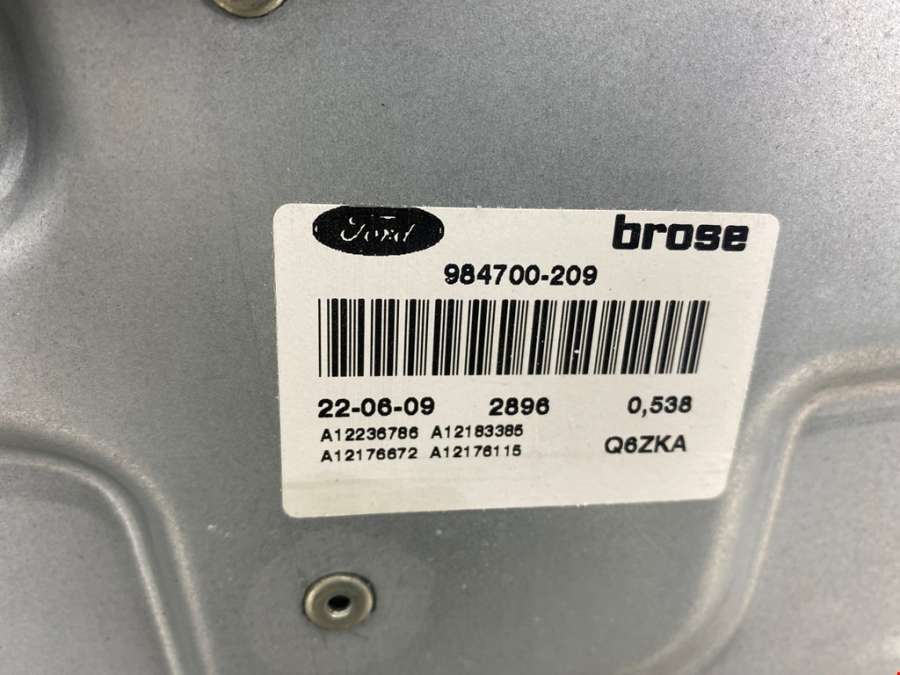 Ford brose
984700-209
22-06-09 2896 0,538
A12236786 A12183385
A12176672 A12176115 Q6ZKA